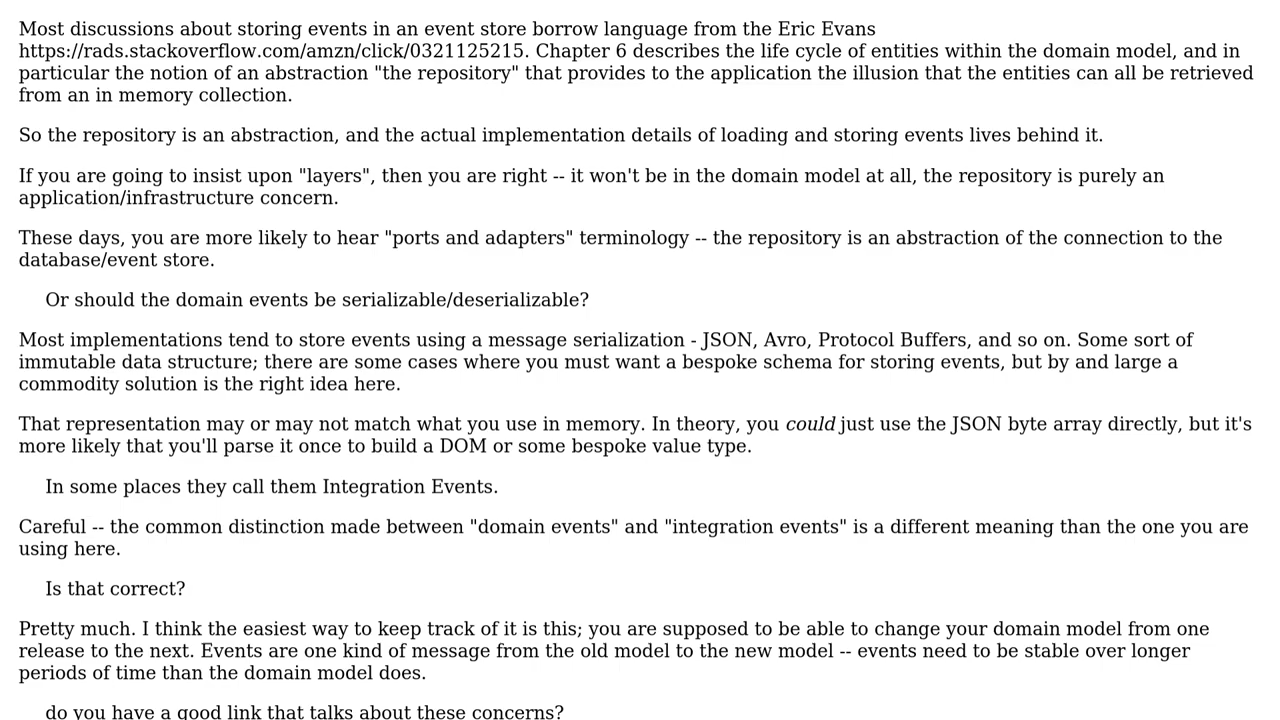 Most discussions about storing events in an event store borrow language from the Eric Evans
https://rads.stackoverflow.com/amzn/click/0321125215. Chapter 6 describes the life cycle of entities within the domain model, and in
particular the notion of an abstraction "the repository" that provides to the application the illusion that the entities can all be retrieved
from an in memory collection.
So the repository is an abstraction, and the actual implementation details of loading and storing events lives behind it.
If you are going to insist upon "layers", then you are right -- it won't be in the domain model at all, the repository is purely an
application/infrastructure concern.
These days, you are more likely to hear "ports and adapters" terminology -- the repository is an abstraction of the connection to the
database/event store.
Or should the domain events be serializable/deserializable?
Most implementations tend to store events using a message serialization - JSON, Avro, Protocol Buffers, and so on. Some sort of
immutable data structure; there are some cases where you must want a bespoke schema for storing events, but by and large a
commodity solution is the right idea here.
That representation may or may not match what you use in memory. In theory, you could just use the JSON byte array directly, but it's
more likely that you'll parse it once to build a DOM or some bespoke value type.
In some places they call them Integration Events.
Careful -- the common distinction made between "domain events" and "integration events" is a different meaning than the one you are
using here.
Is that correct?
Pretty much. I think the easiest way to keep track of it is this; you are supposed to be able to change your domain model from one
release to the next. Events are one kind of message from the old model to the new model -- events need to be stable over longer
periods of time than the domain model does.
do you have a good link that talks about these concerns?